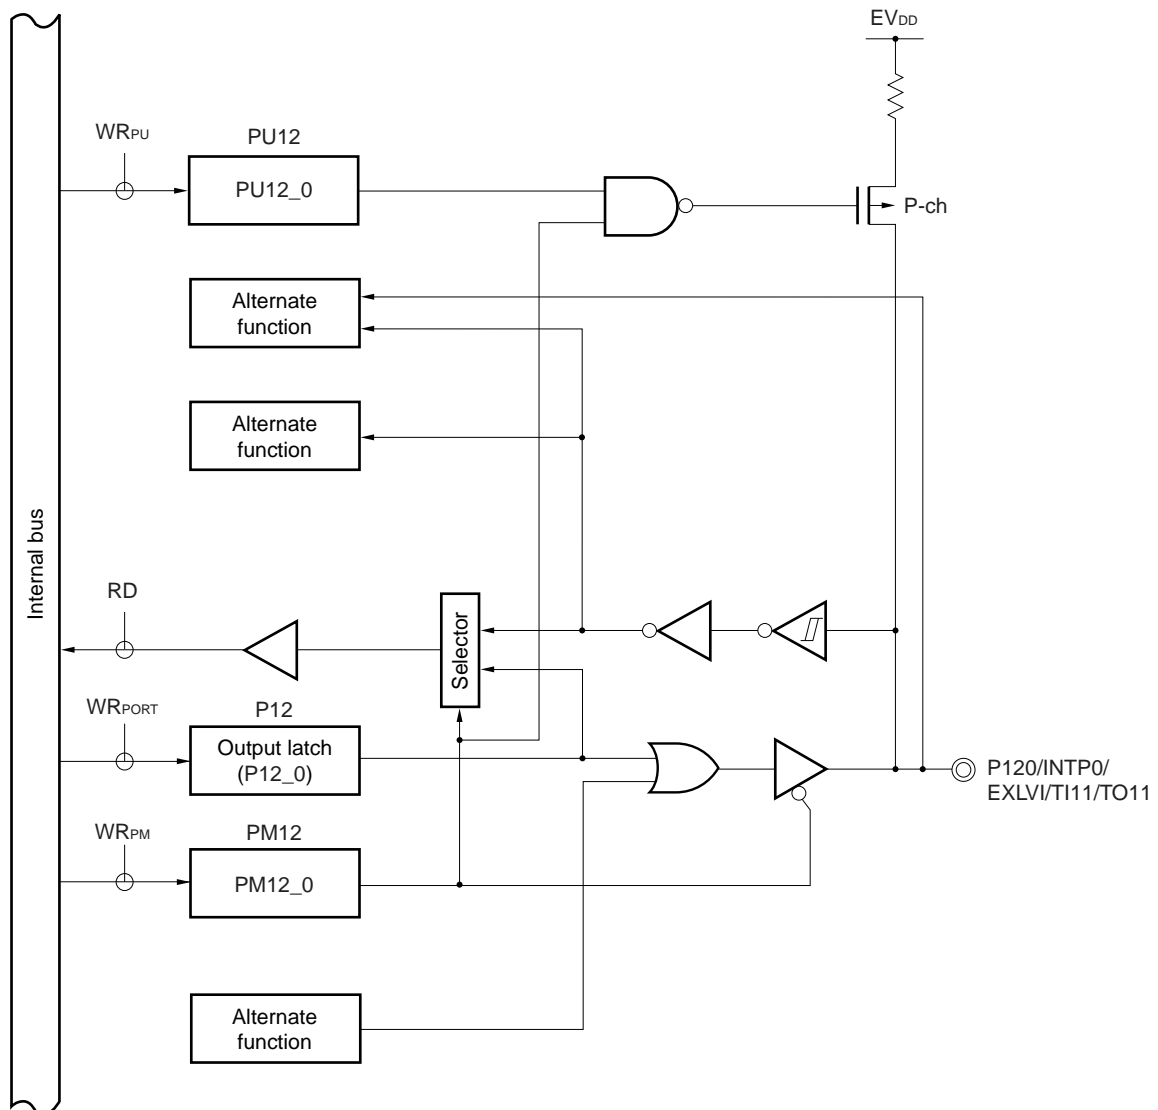 EVDD
WRPU
PU12
PU12_0
P-ch
Alternate
function
Alternate
function
Internal bus
RD
Selector
WRPORT
P12
Output latch
(P12_0)
P120/INTP0/
EXLVI/TI11/TO11
WRPM
PM12
PM12_0
Alternate
function